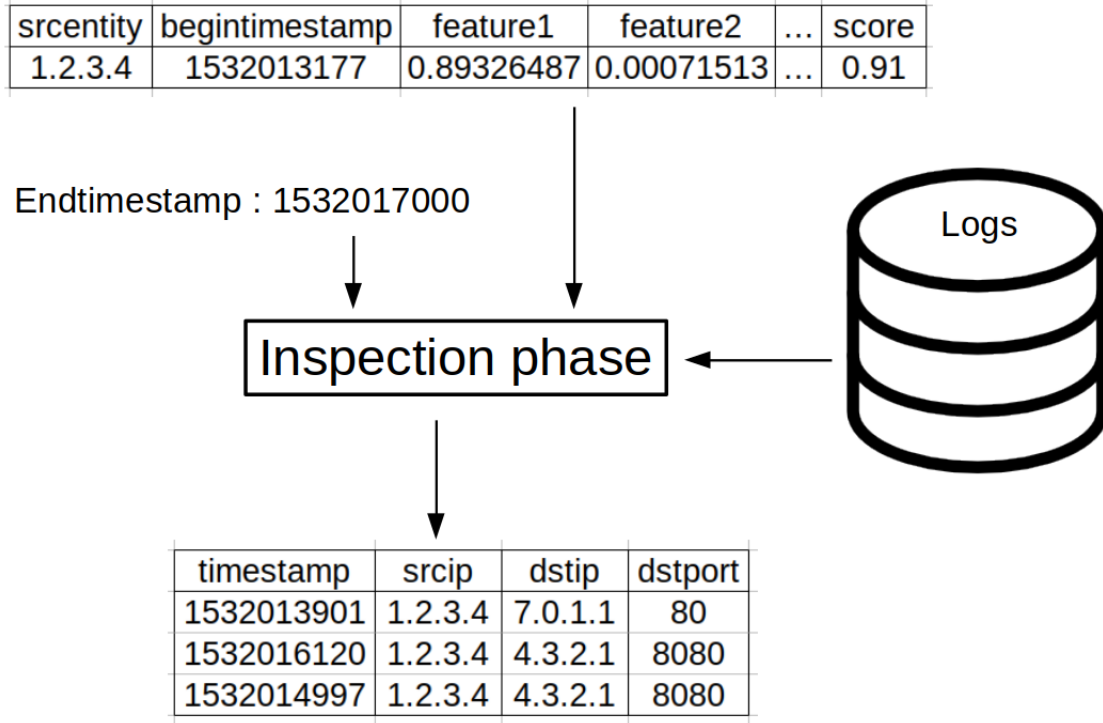 srcentity begintimestamp feature1 feature2 ... score
1.2.3.4 1532013177 0.89326487 0.00071513 ... 0.91
Endtimestamp : 1532017000
Logs
Inspection phase
timestamp srcip dstip dstport
1532013901 1.2.3.4 7.0.1.1 80
1532016120 1.2.3.4 4.3.2.1 8080
1532014997 1.2.3.4 4.3.2.1 8080